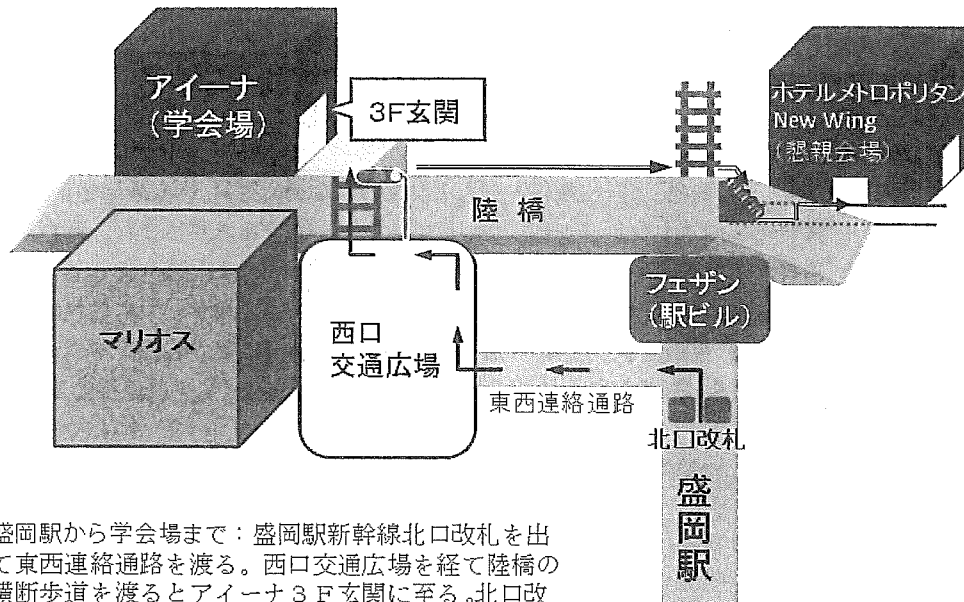 アイーナ
(学会場)
3F玄関
ホテルメトロポリタン
New Wing
(懇親会場)
陸 橋
フェザン
(駅ビル)
マリオス
西口
交通広場
東西連絡通路
北口改札
盛岡駅
盛岡駅から学会場まで:盛岡駅新幹線北口改札を出
て東西連絡通路を渡る。西口交通広場を経て陸橋の
横断歩道を渡るとアイーナ3F玄関に至る。北口改